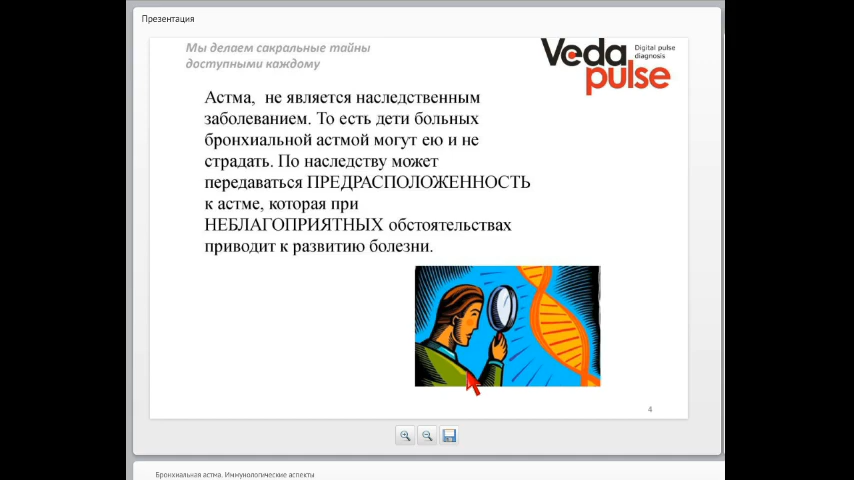 Презентация
Мы делаем сакральные тайны
доступными каждому
Veda
pulse
Digital pulse
diagnosis
Астма, не является наследственным
заболеванием. То есть дети больных
бронхиальной астмой могут ею и не
страдать. По наследству может
передаваться ПРЕДРАСПОЛОЖЕННОСТЬ
к астме, которая при
НЕБЛАГОПРИЯТНЫХ обстоятельствах
приводит к развитию болезни.
4
Бронхиальная астма. Иммунологические аспекты